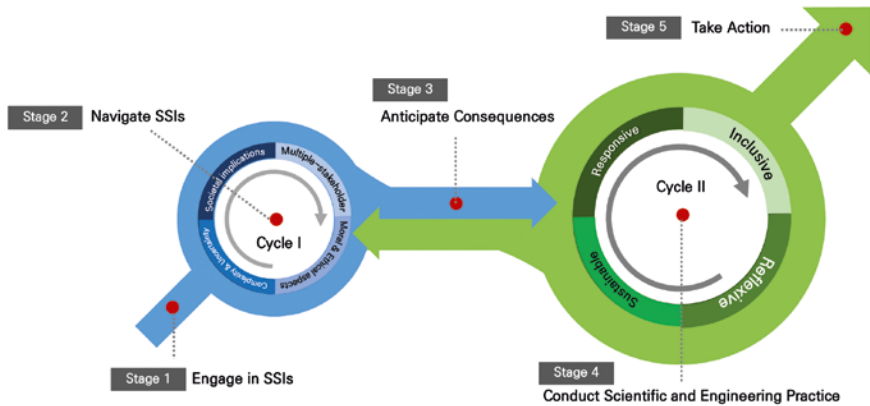 Stage 5 Take Action
Stage 3
Anticipate Consequences
Stage 2 Navigate SSIs
Societal implications
Multiple-stakeholder
Complexity & Uncertainty
Moral & Ethical aspects
Cycle I
Responsive
Inclusive
Sustainable
Reflexive
Cycle II
Stage 1 Engage in SSIs
Stage 4
Conduct Scientific and Engineering Practice